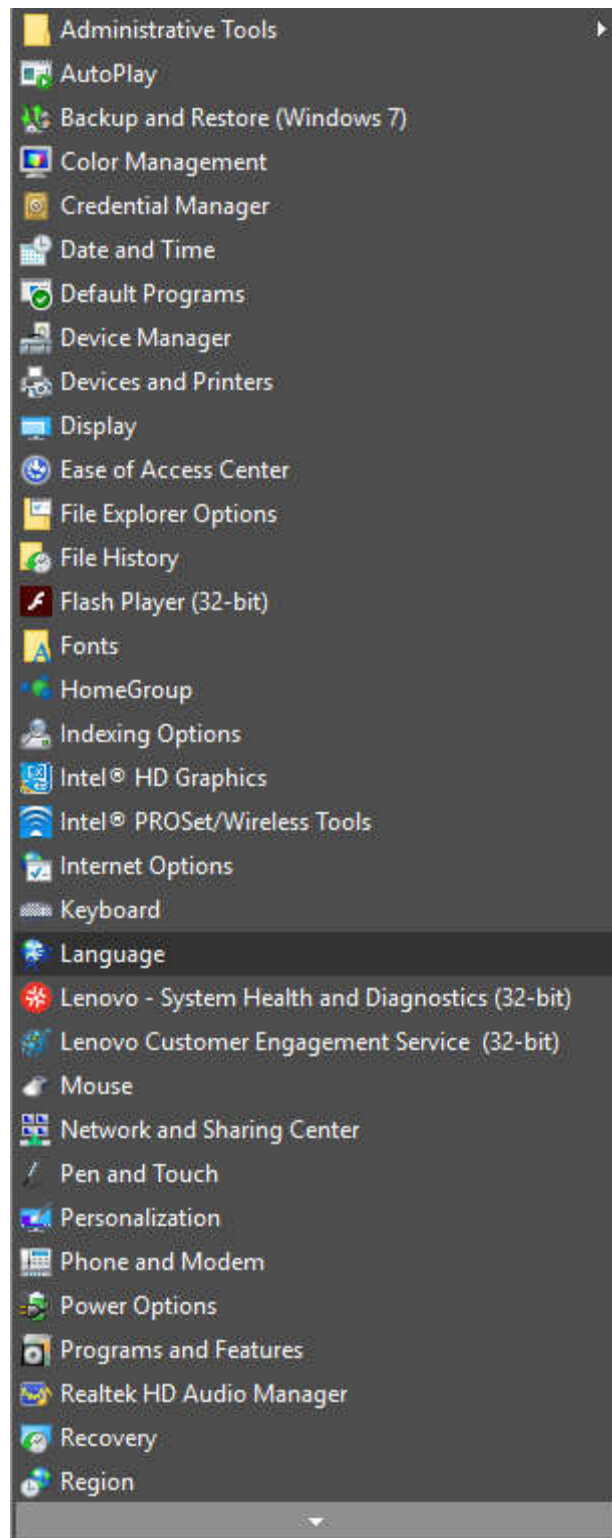 Administrative Tools
AutoPlay
Backup and Restore (Windows 7)
Color Management
Credential Manager
Date and Time
Default Programs
Device Manager
Devices and Printers
Display
Ease of Access Center
File Explorer Options
File History
Flash Player (32-bit)
Fonts
HomeGroup
Indexing Options
Intel® HD Graphics
Intel® PROSet/Wireless Tools
Internet Options
Keyboard
Language
Lenovo - System Health and Diagnostics (32-bit)
Lenovo Customer Engagement Service  (32-bit)
Mouse
Network and Sharing Center
Pen and Touch
Personalization
Phone and Modem
Power Options
Programs and Features
Realtek HD Audio Manager
Recovery
Region